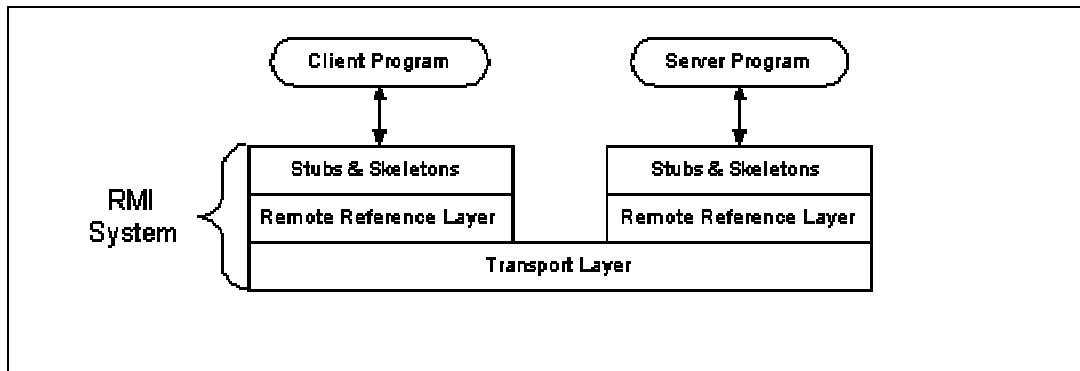 Client Program
Server Program
Stubs & Skeletons
Stubs & Skeletons
RMI
System
Remote Reference Layer
Remote Reference Layer
Transport Layer